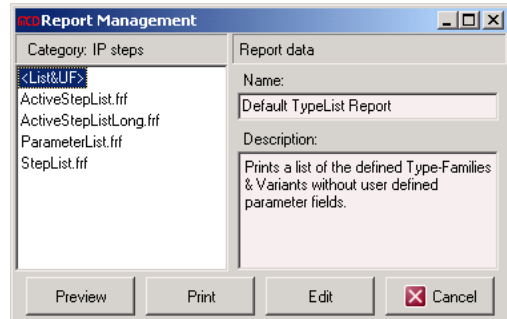 MCD Report Management
Category: IP steps
<List&UF>
ActiveStepList.frf
ActiveStepListLong.frf
ParameterList.frf
StepList.frf
Report data
Name:
Default TypeList Report
Description:
Prints a list of the defined Type-Families
& Variants without user defined
parameter fields.
Preview
Print
Edit
Cancel